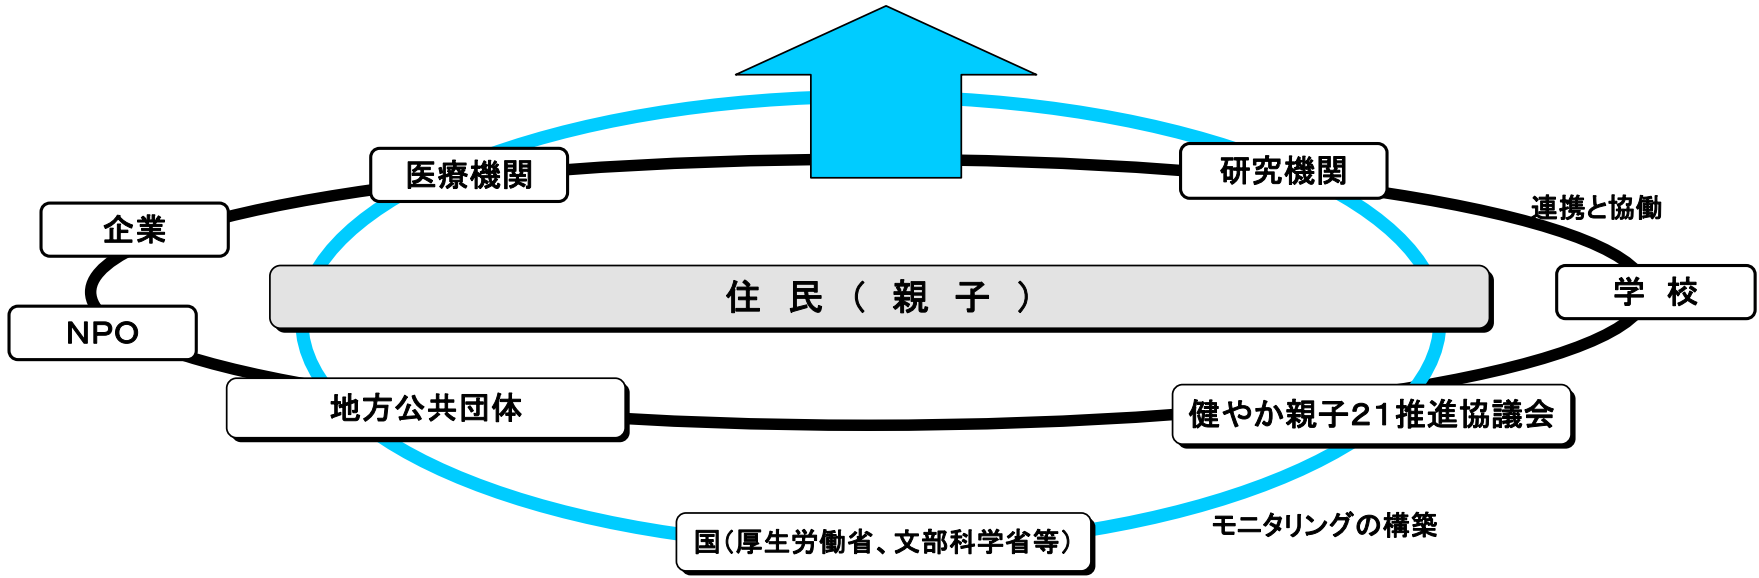 医療機関
研究機関
連携と協働
企業
学　校
住　民　（　親　子　）
ＮＰＯ
地方公共団体
健やか親子２１推進協議会
モニタリングの構築
国（厚生労働省、文部科学省等）